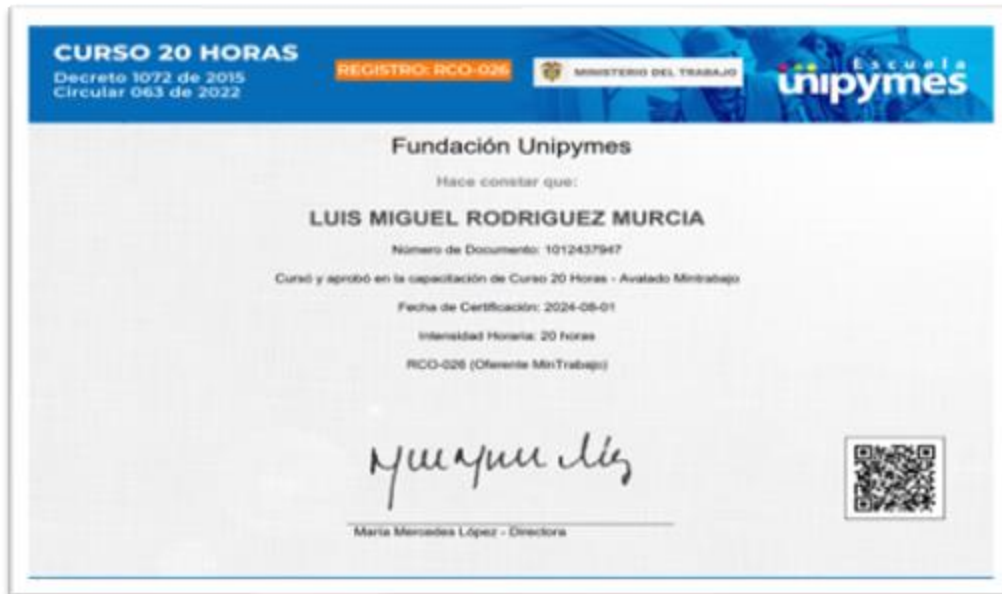 CURSO 20 HORAS
Decreto 1072 de 2015
Circular 063 de 2022
REGISTRO: RCO-026
MINISTERIO DEL TRABAJO
Escuela
unipymes
Fundación Unipymes
Hace constar que:
LUIS MIGUEL RODRIGUEZ MURCIA
Número de Documento: 1012437947
Cursó y aprobó en la capacitación de Curso 20 Horas - Avalado Mintrabajo
Fecha de Certificación: 2024-08-01
Intensidad Horaria: 20 horas
RCO-026 (Oferente MinTrabajo)
María Mercedes López - Directora